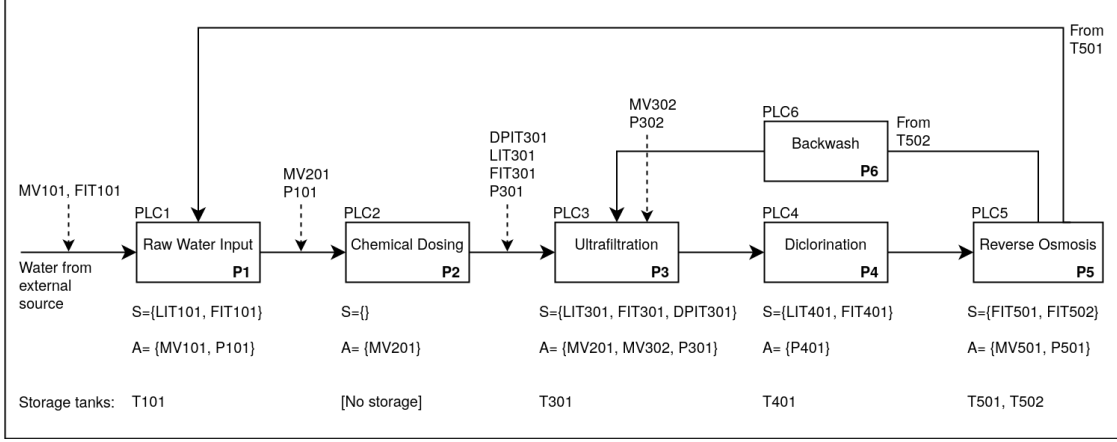 From
T501
MV302
P302
PLC6
Backwash
P6
From
T502
DPIT301
LIT301
FIT301
P301
MV201
P101
MV101, FIT101
PLC1
Raw Water Input
P1
PLC2
Chemical Dosing
P2
PLC3
Ultrafiltration
P3
PLC4
Diclorination
P4
PLC5
Reverse Osmosis
P5
Water from
external
source
S={LIT101, FIT101}
S={}
S={LIT301, FIT301, DPIT301}
S={LIT401, FIT401}
S={FIT501, FIT502}
A= {MV101, P101}
A= {MV201}
A= {MV201, MV302, P301}
A= {P401}
A= {MV501, P501}
Storage tanks:
T101
[No storage]
T301
T401
T501, T502